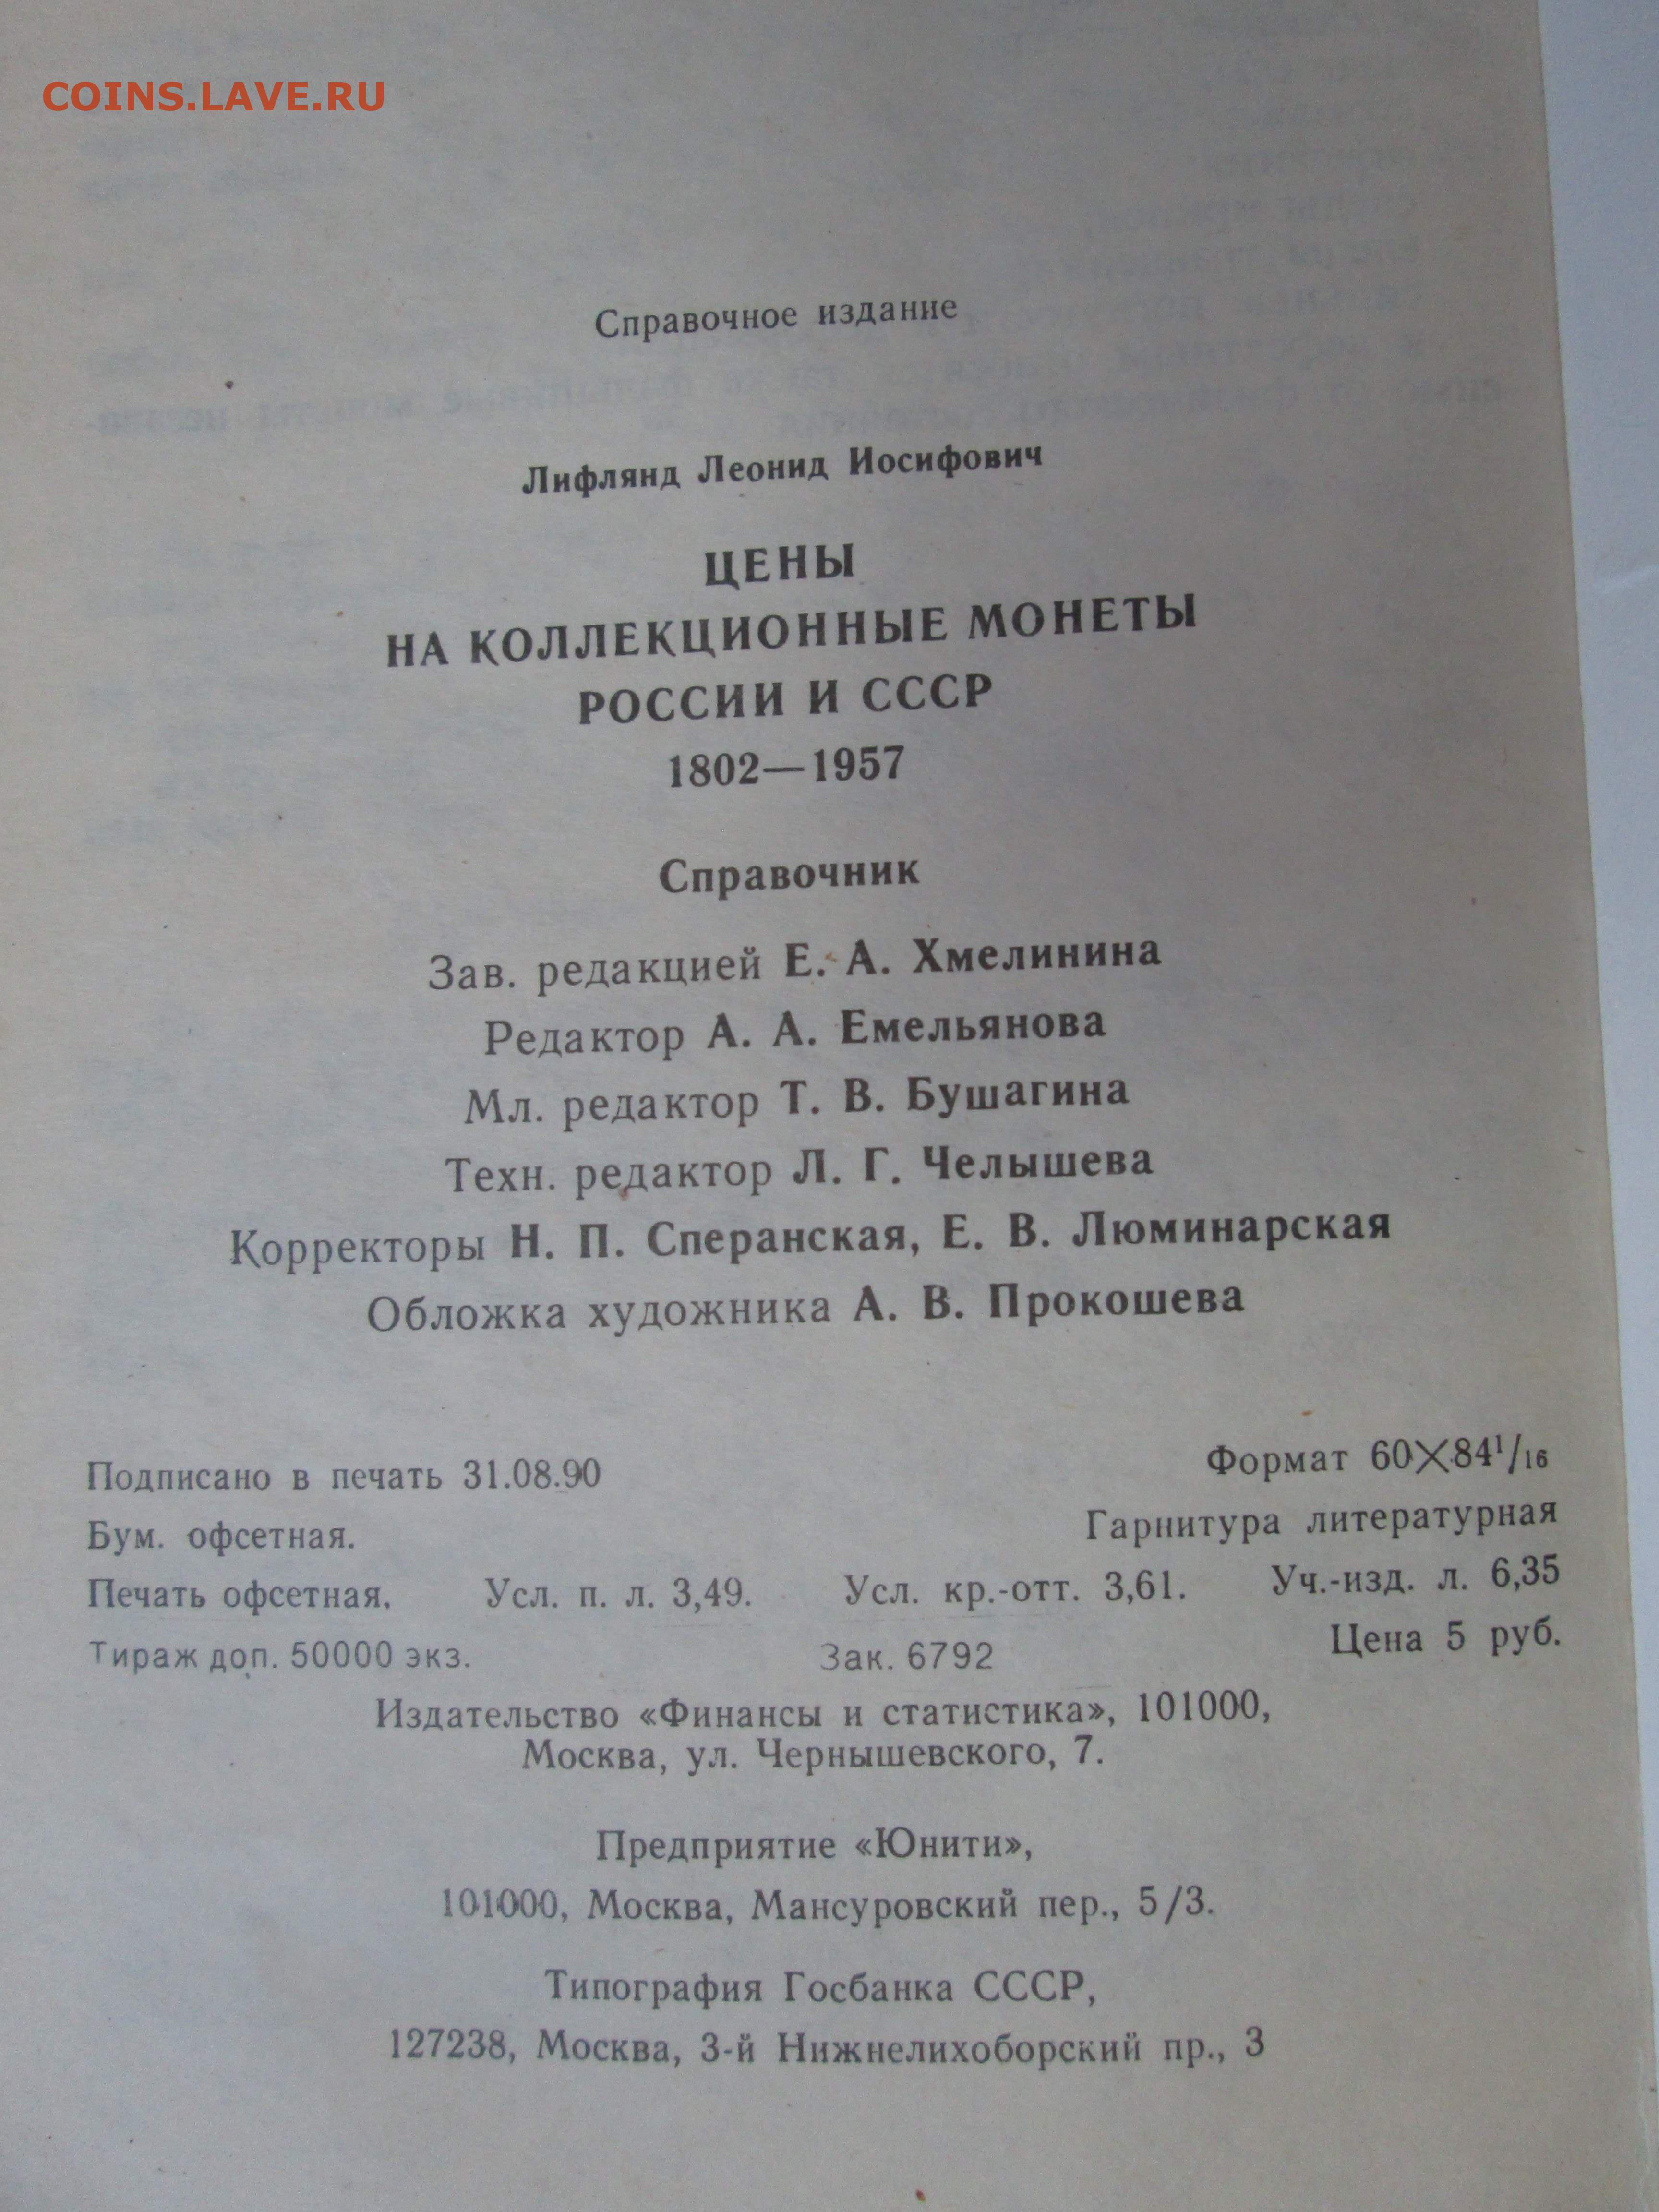 COINS.LAVE.RU
Справочное издание
Лифлянд Леонид Иосифович
ЦЕНЫ
НА КОЛЛЕКЦИОННЫЕ МОНЕТЫ
РОССИИ И СССР
1802—1957
Справочник
Зав. редакцией Е. А. Хмелинина
Редактор А. А. Емельянова
Мл. редактор Т. В. Бушагина
Техн. редактор Л. Г. Челышева
Корректоры Н. П. Сперанская, Е. В. Люминарская
Обложка художника А. В. Прокошева
Подписано в печать 31.08.90 Формат 60×84¹/₁₆
Бум. офсетная. Гарнитура литературная
Печать офсетная. Усл. п. л. 3,49. Усл. кр.-отт. 3,61. Уч.-изд. л. 6,35
Тираж доп. 50000 экз. Зак. 6792 Цена 5 руб.
Издательство «Финансы и статистика», 101000,
Москва, ул. Чернышевского, 7.
Предприятие «Юнити»,
101000, Москва, Мансуровский пер., 5/3.
Типография Госбанка СССР,
127238, Москва, 3-й Нижнелихоборский пр., 3